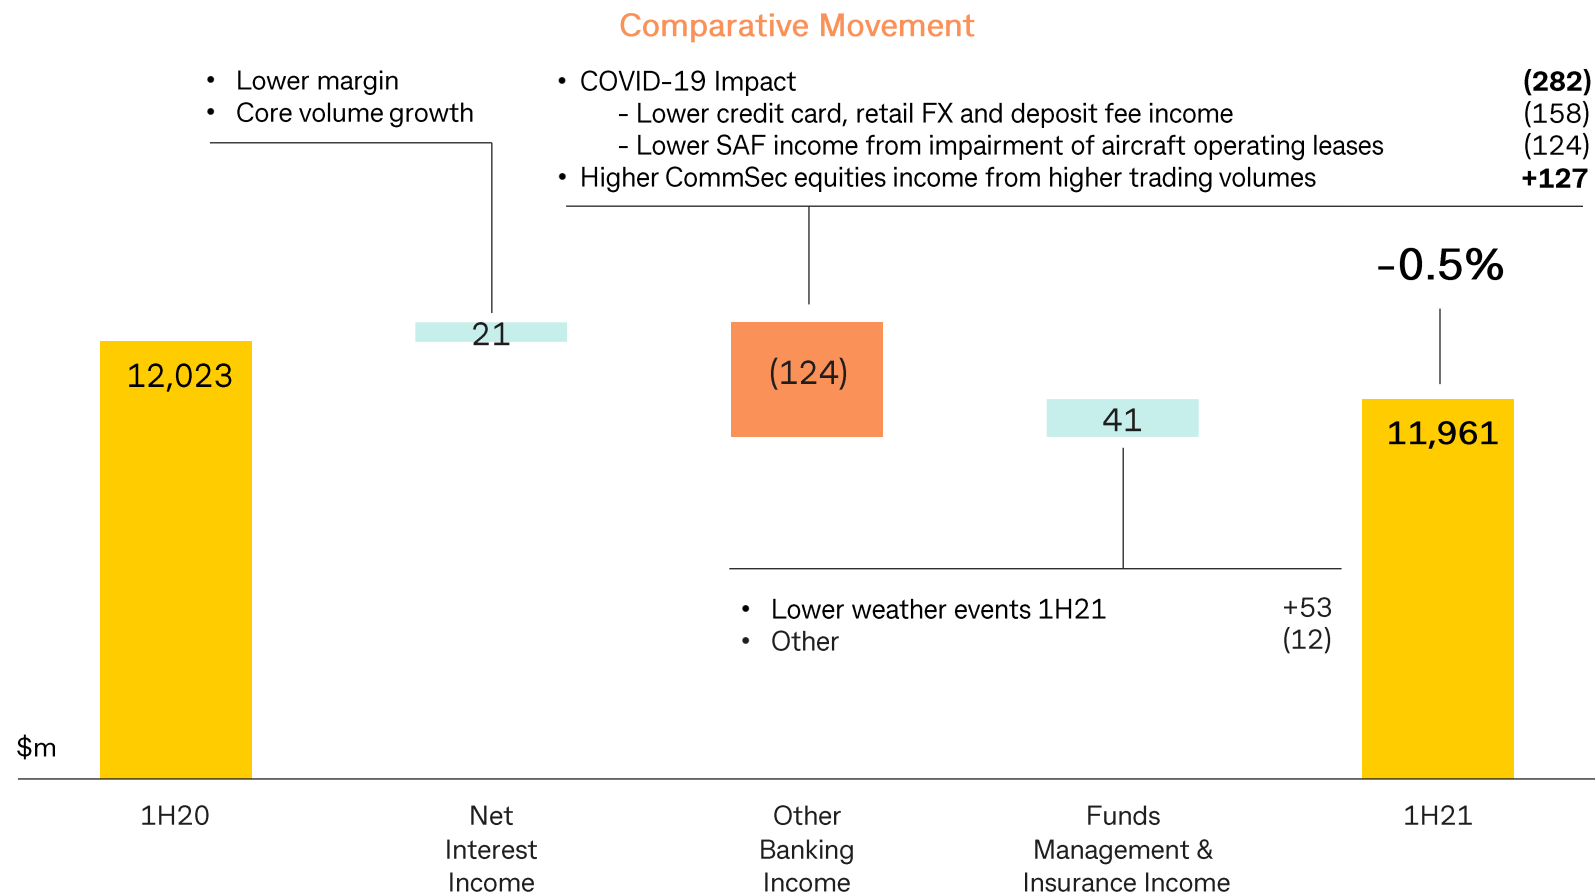 Comparative Movement
• Lower margin
• Core volume growth
• COVID-19 Impact (282)
- Lower credit card, retail FX and deposit fee income (158)
- Lower SAF income from impairment of aircraft operating leases (124)
• Higher CommSec equities income from higher trading volumes +127
-0.5%
21
12,023
(124)
41
11,961
• Lower weather events 1H21 +53
• Other (12)
$m
1H20
Net
Interest
Income
Other
Banking
Income
Funds
Management &
Insurance Income
1H21